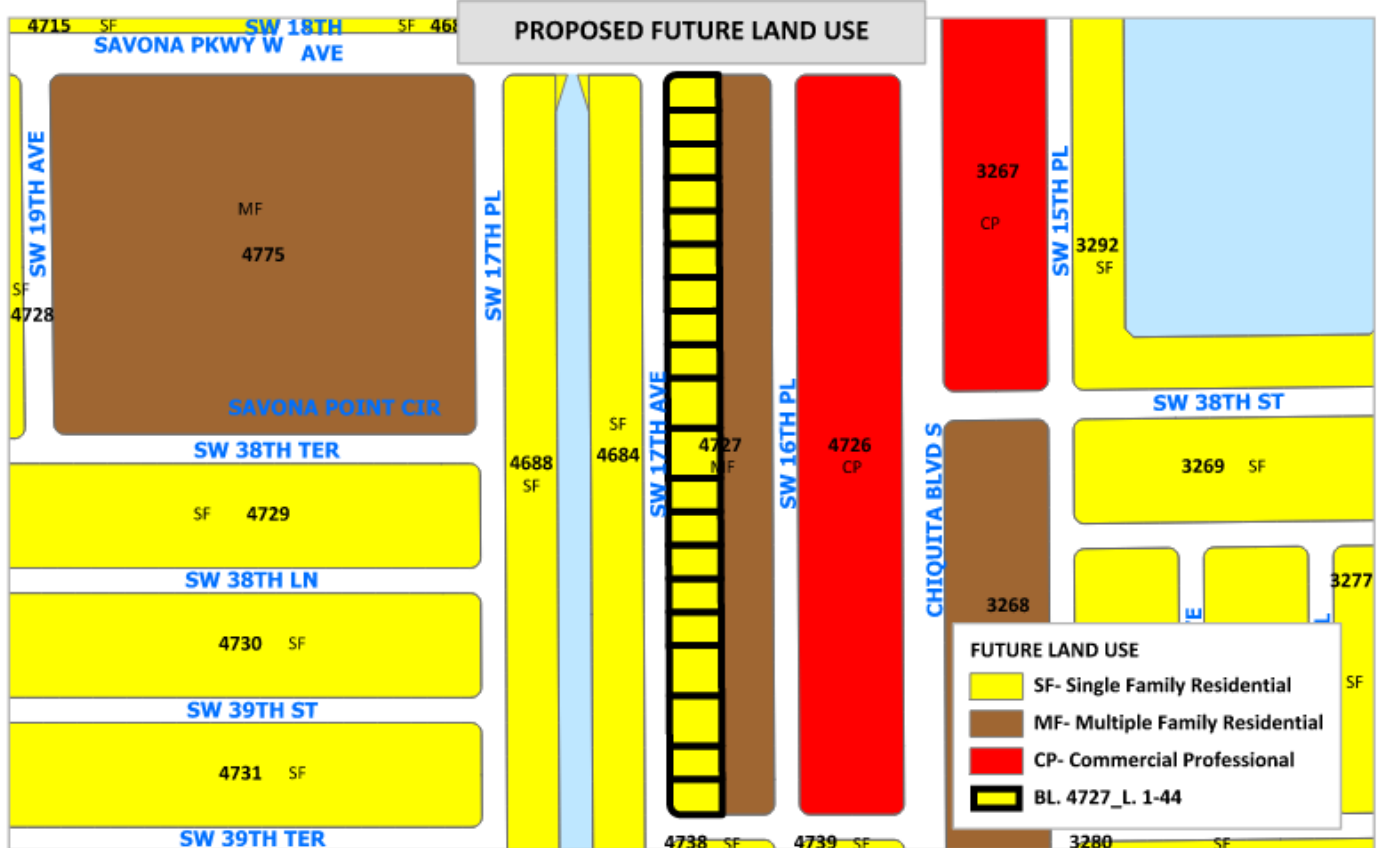 PROPOSED FUTURE LAND USE
4715 SF
SW 18TH
AVE
SF
SAVONA PKWY W
SW 19TH AVE
SF
4728
MF
4775
SAVONA POINT CIR
SW 17TH PL
4688
SF
SF
4684
SW 17TH AVE
4727
MF
SW 16TH PL
4726
CP
3267
CP
SW 15TH PL
3292
SF
SW 38TH ST
CHIQUITA BLVD S
3269 SF
3268
3277
SF
SW 38TH TER
SF 4729
SW 38TH LN
4730 SF
SW 39TH ST
4731 SF
SW 39TH TER
4738 SF
4739 SF
3280 SF
FUTURE LAND USE
SF- Single Family Residential
MF- Multiple Family Residential
CP- Commercial Professional
BL. 4727_L. 1-44